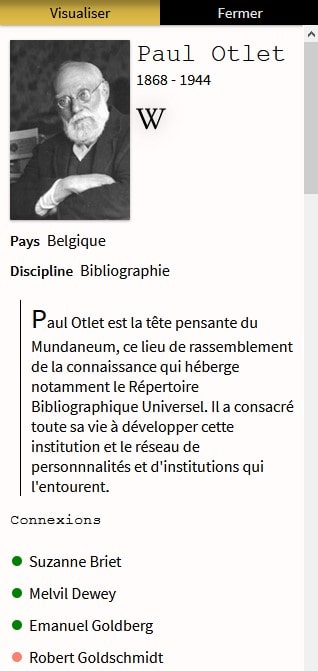 Visualiser Fermer
Paul Otlet
1868 - 1944
W
Pays Belgique
Discipline Bibliographie
Paul Otlet est la tête pensante du
Mundaneum, ce lieu de rassemblement
de la connaissance qui héberge
notamment le Répertoire
Bibliographique Universel. Il a consacré
toute sa vie à développer cette
institution et le réseau de
personnnalités et d'institutions qui
l'entourent.
Connexions
Suzanne Briet
Melvil Dewey
Emanuel Goldberg
Robert Goldschmidt